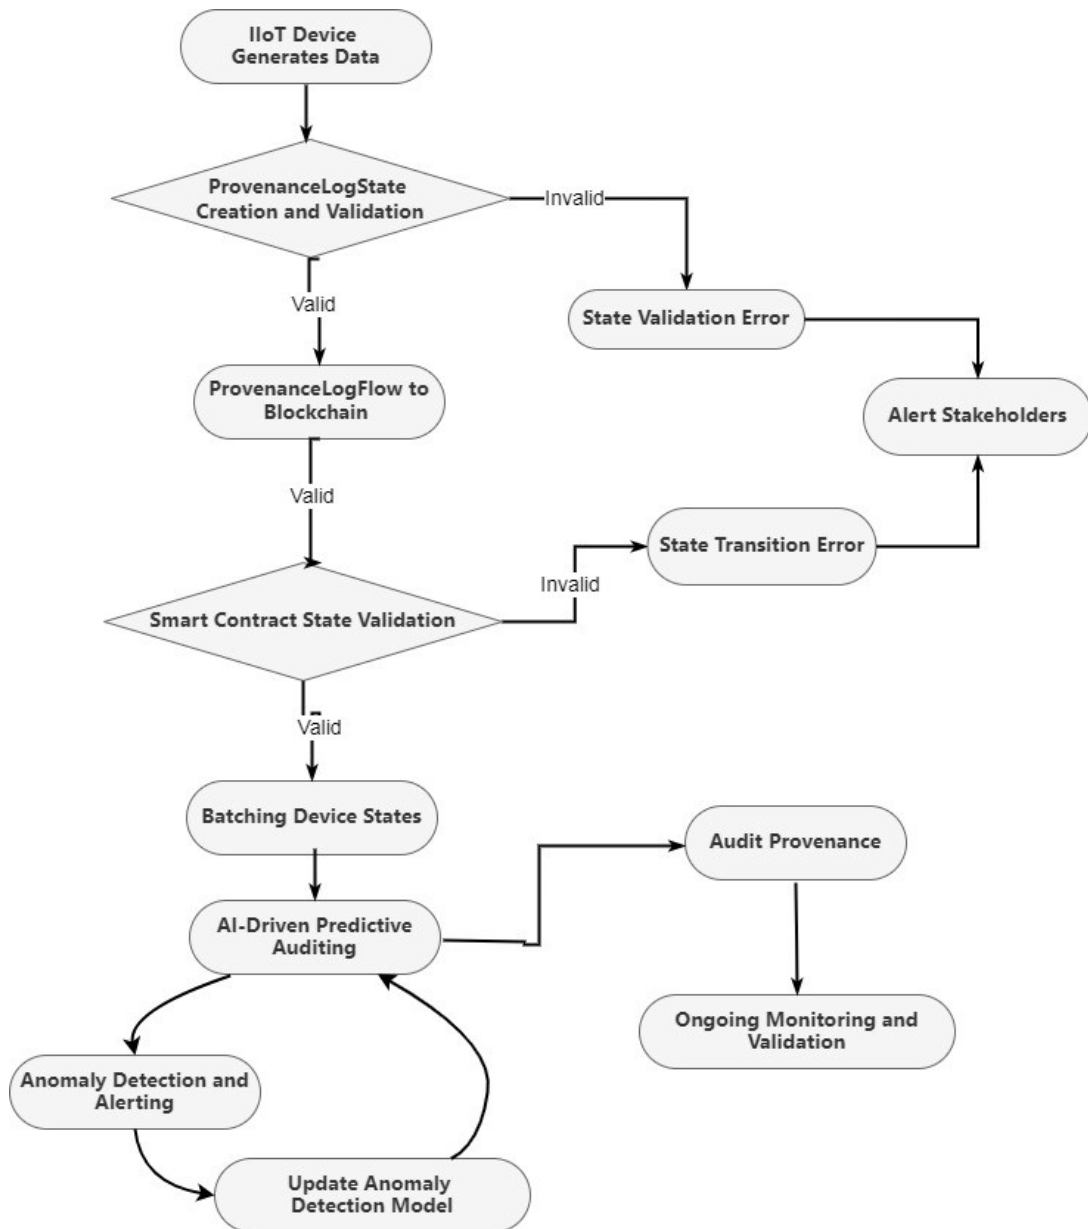 IIoT Device
Generates Data
ProvenanceLogState
Creation and Validation
Invalid
Valid
State Validation Error
ProvenanceLogFlow to
Blockchain
Alert Stakeholders
Valid
State Transition Error
Invalid
Smart Contract State Validation
Valid
Batching Device States
Audit Provenance
AI-Driven Predictive
Auditing
Ongoing Monitoring and
Validation
Anomaly Detection and
Alerting
Update Anomaly
Detection Model